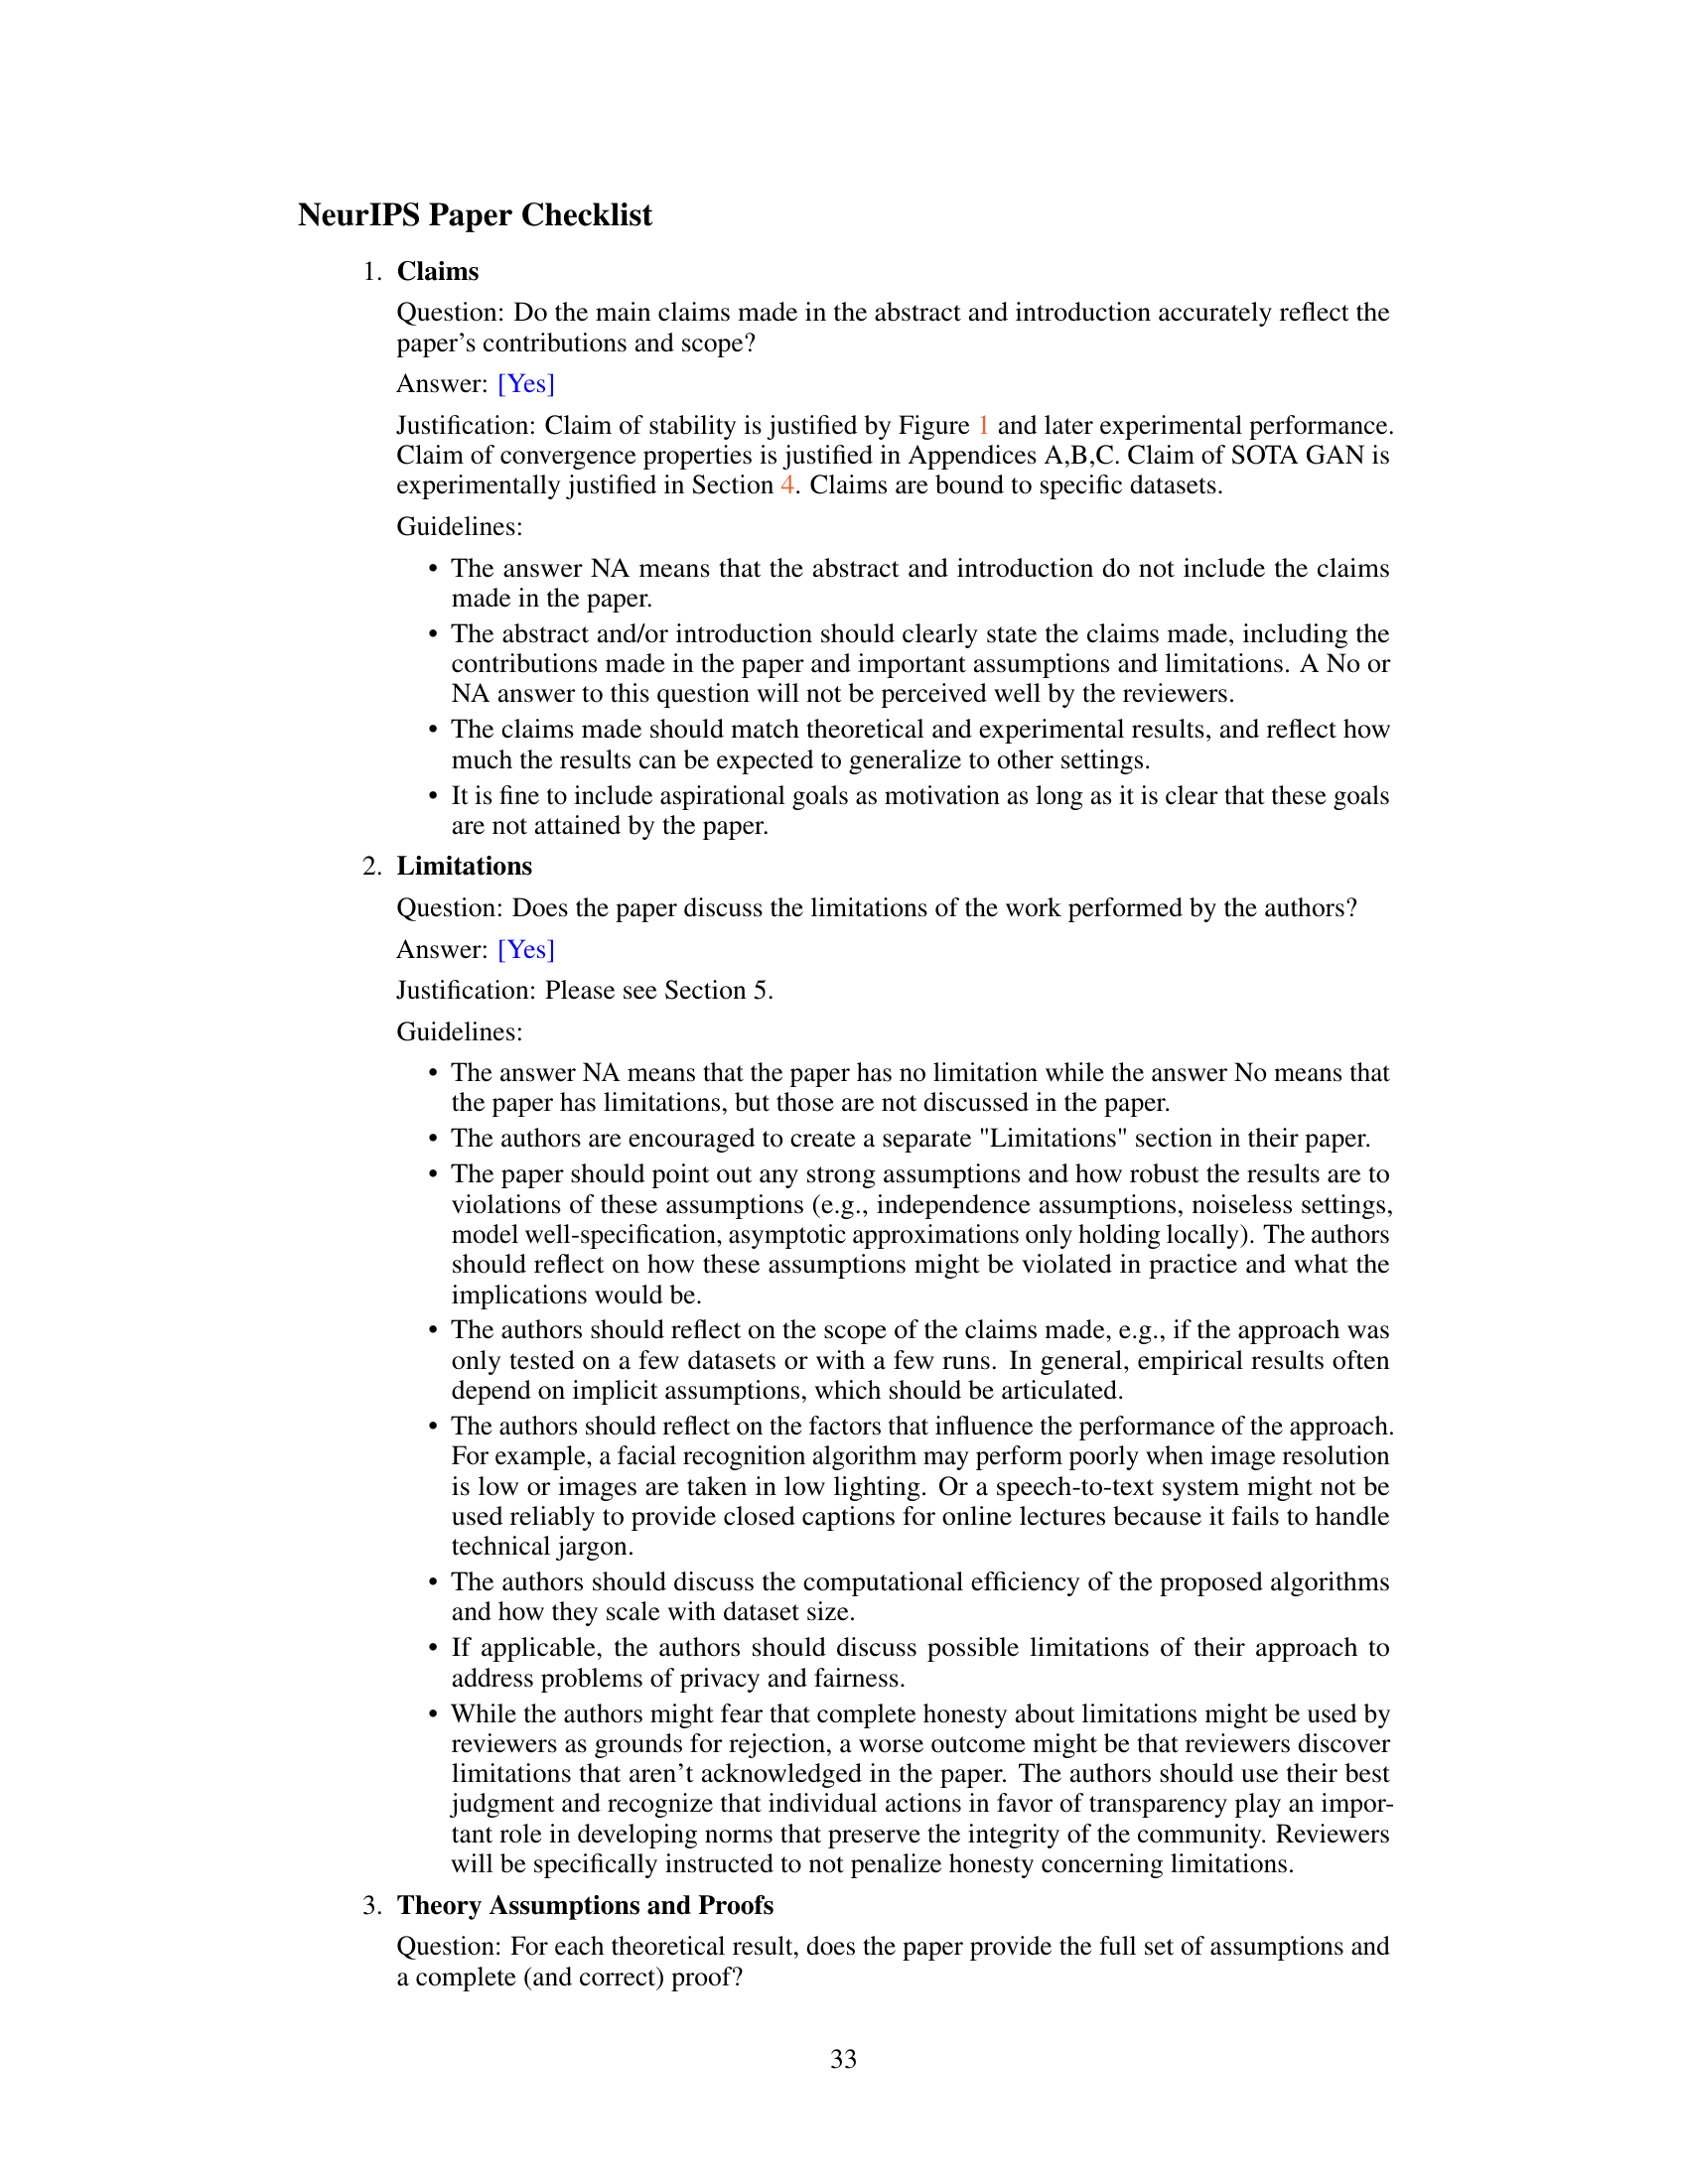 NeurIPS Paper Checklist
1. Claims
Question: Do the main claims made in the abstract and introduction accurately reflect the
paper's contributions and scope?
Answer: [Yes]
Justification: Claim of stability is justified by Figure 1 and later experimental performance.
Claim of convergence properties is justified in Appendices A,B,C. Claim of SOTA GAN is
experimentally justified in Section 4. Claims are bound to specific datasets.
Guidelines:
• The answer NA means that the abstract and introduction do not include the claims
made in the paper.
• The abstract and/or introduction should clearly state the claims made, including the
contributions made in the paper and important assumptions and limitations. A No or
NA answer to this question will not be perceived well by the reviewers.
• The claims made should match theoretical and experimental results, and reflect how
much the results can be expected to generalize to other settings.
• It is fine to include aspirational goals as motivation as long as it is clear that these goals
are not attained by the paper.
2. Limitations
Question: Does the paper discuss the limitations of the work performed by the authors?
Answer: [Yes]
Justification: Please see Section 5.
Guidelines:
• The answer NA means that the paper has no limitation while the answer No means that
the paper has limitations, but those are not discussed in the paper.
• The authors are encouraged to create a separate "Limitations" section in their paper.
• The paper should point out any strong assumptions and how robust the results are to
violations of these assumptions (e.g., independence assumptions, noiseless settings,
model well-specification, asymptotic approximations only holding locally). The authors
should reflect on how these assumptions might be violated in practice and what the
implications would be.
• The authors should reflect on the scope of the claims made, e.g., if the approach was
only tested on a few datasets or with a few runs. In general, empirical results often
depend on implicit assumptions, which should be articulated.
• The authors should reflect on the factors that influence the performance of the approach.
For example, a facial recognition algorithm may perform poorly when image resolution
is low or images are taken in low lighting. Or a speech-to-text system might not be
used reliably to provide closed captions for online lectures because it fails to handle
technical jargon.
• The authors should discuss the computational efficiency of the proposed algorithms
and how they scale with dataset size.
• If applicable, the authors should discuss possible limitations of their approach to
address problems of privacy and fairness.
• While the authors might fear that complete honesty about limitations might be used by
reviewers as grounds for rejection, a worse outcome might be that reviewers discover
limitations that aren't acknowledged in the paper. The authors should use their best
judgment and recognize that individual actions in favor of transparency play an impor-
tant role in developing norms that preserve the integrity of the community. Reviewers
will be specifically instructed to not penalize honesty concerning limitations.
3. Theory Assumptions and Proofs
Question: For each theoretical result, does the paper provide the full set of assumptions and
a complete (and correct) proof?
33